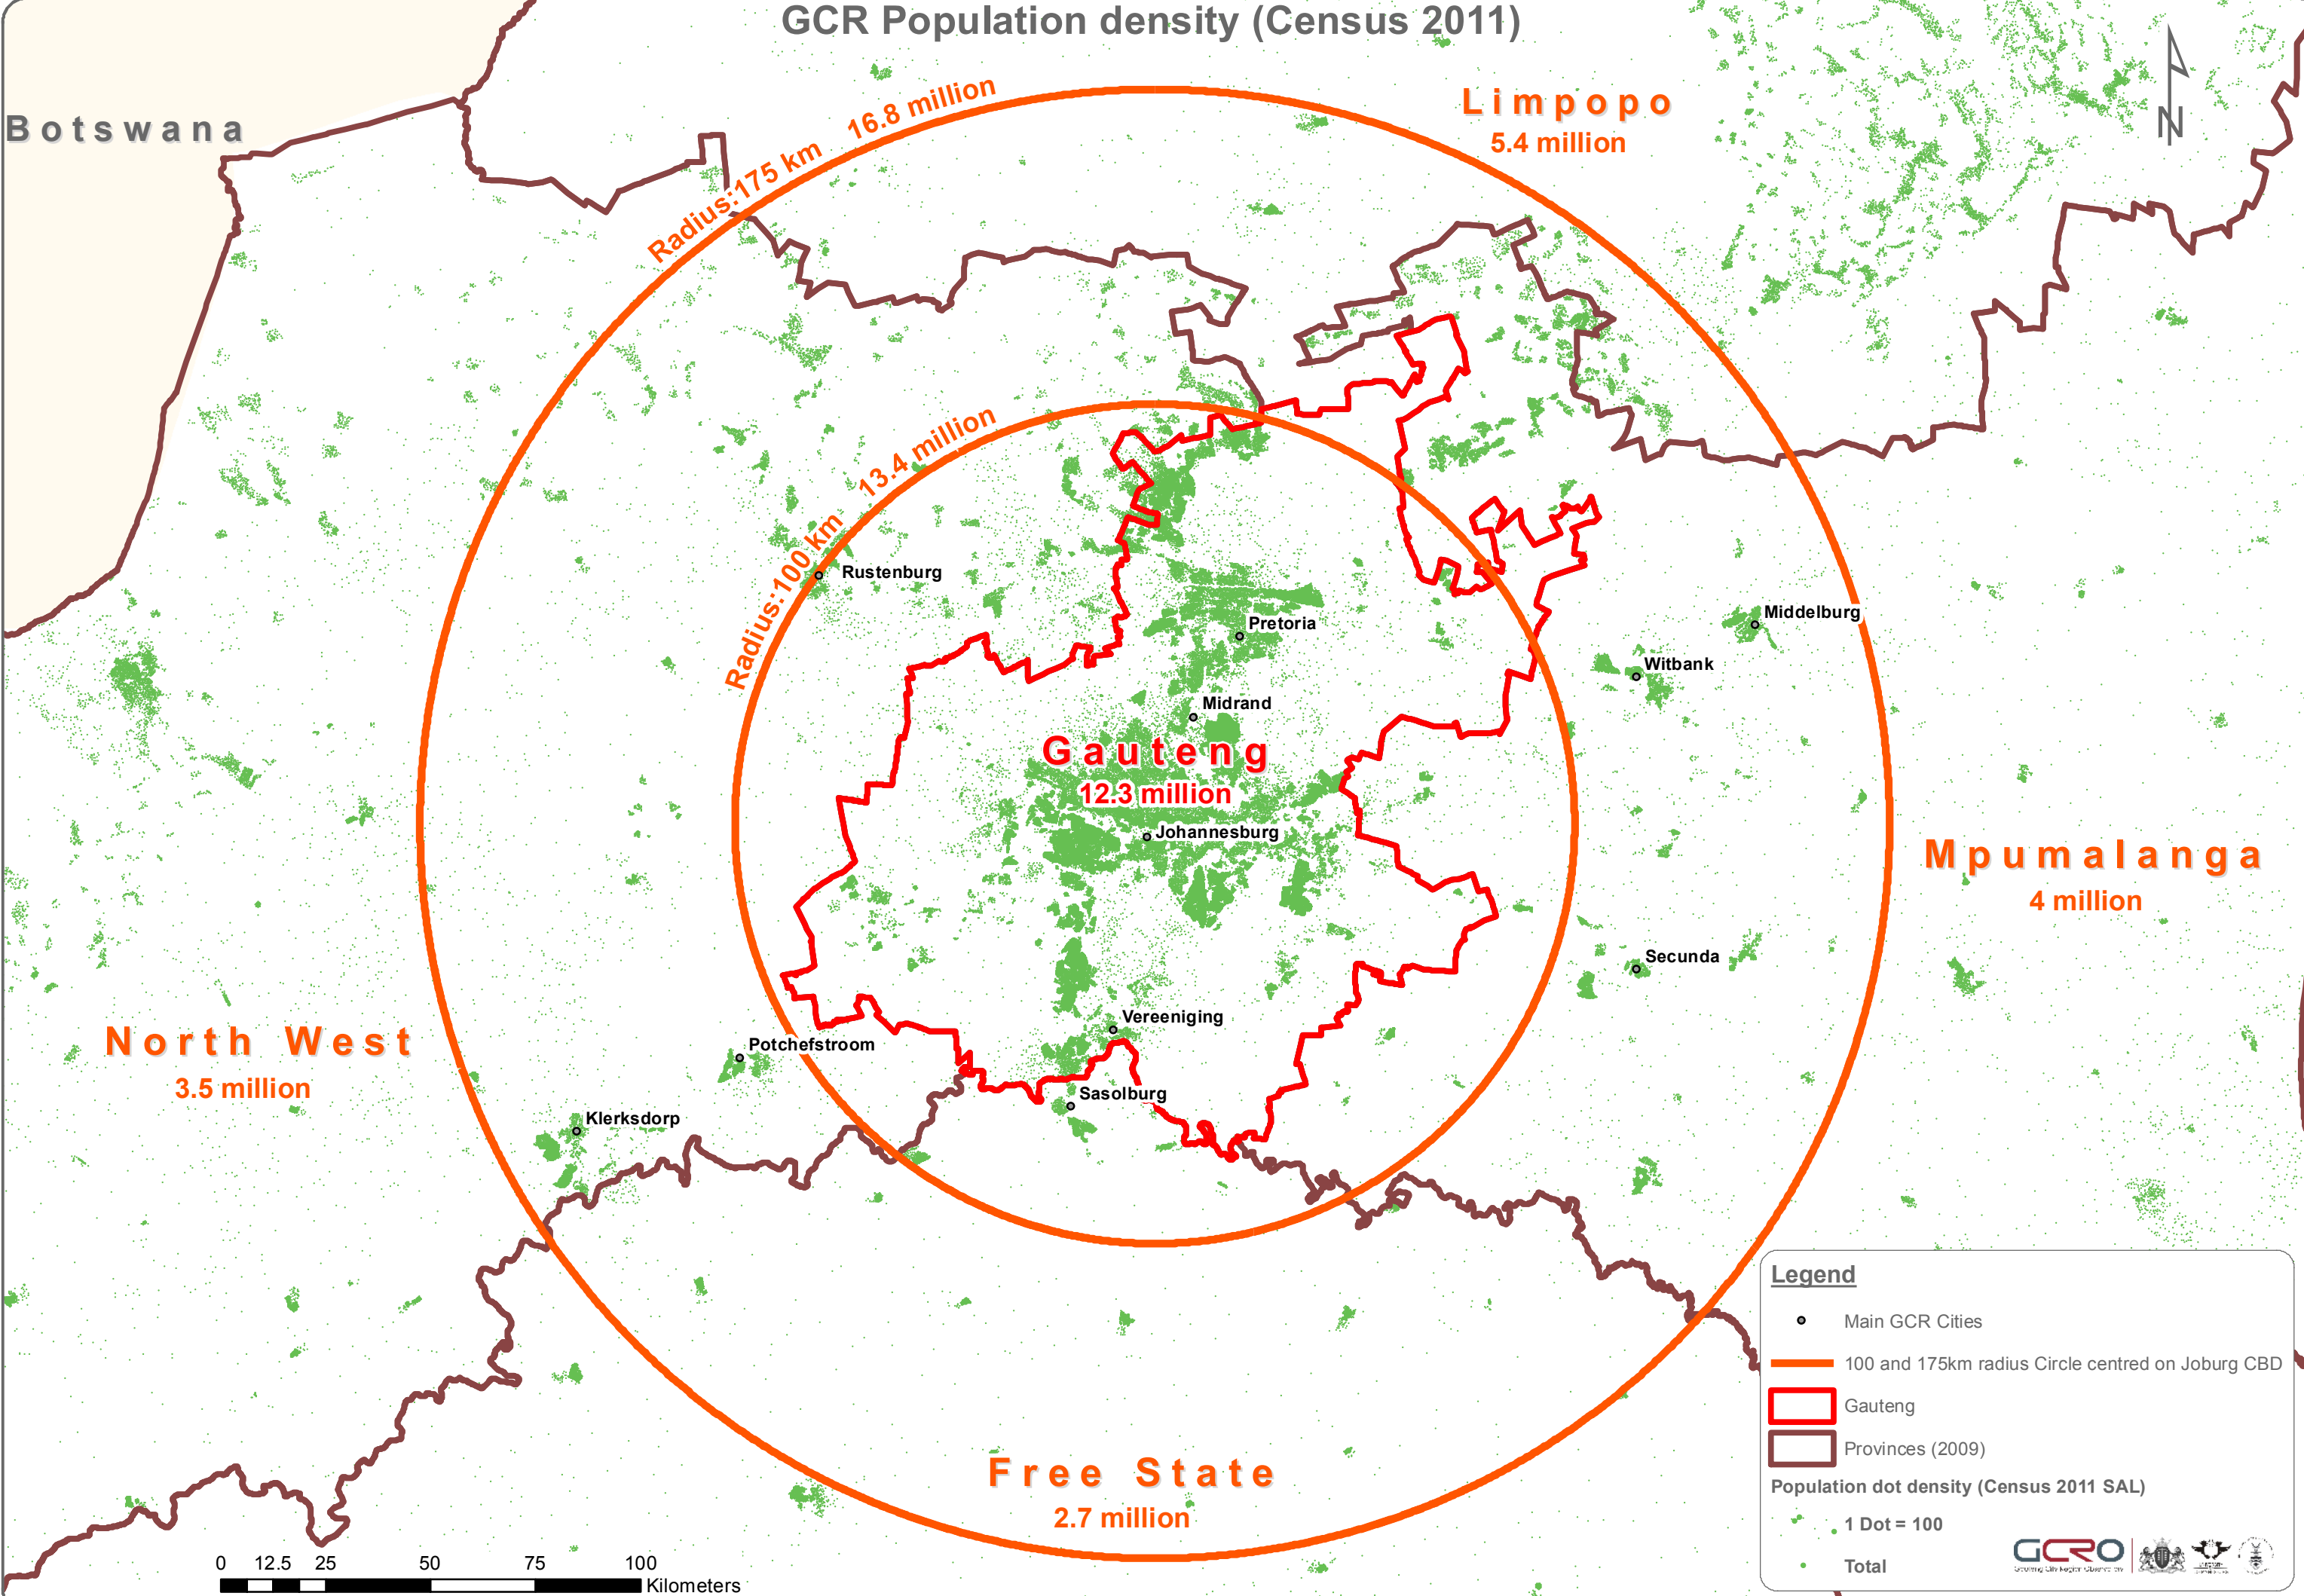 GCR Population density (Census 2011)
Botswana
Limpopo
5.4 million
N
16.8 million
Radius:175 km
13.4 million
Radius:100 km
Rustenburg
Pretoria
Middelburg
Witbank
Midrand
Gauteng
12.3 million
Johannesburg
Mpumalanga
4 million
Secunda
Vereeniging
North West
3.5 million
Potchefstroom
Sasolburg
Klerksdorp
Free State
2.7 million
0 12.5 25 50 75 100
Kilometers
Legend
Main GCR Cities
100 and 175km radius Circle centred on Joburg CBD
Gauteng
Provinces (2009)
Population dot density (Census 2011 SAL)
1 Dot = 100
Total
GCRO